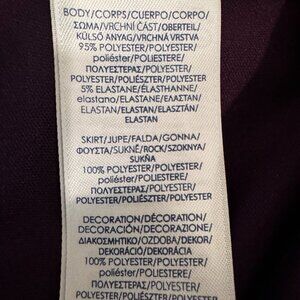 BODY/CORPS/CUERPO/CORPO/
ΣΩΜΑ/VRCHNÍ ČÁST/OBERTEIL/
KÜLSŐ ANYAG/VRCHNÁ VRSTVA
95% POLYESTER/POLYESTER/
poliéster/POLIESTERE/
ΠΟΛΥΕΣΤΕΡΑΣ/POLYESTER/
POLYESTER/POLIÉSZTER/POLYESTER
5% ELASTANE/ÉLASTHANNE/
elastano/ELASTANE/ΕΛΑΣΤΑΝ/
ELASTAN/ELASTAN/ELASZTÁN/
ELASTAN
SKIRT/JUPE/FALDA/GONNA/
ΦΟΥΣΤΑ/SUKNĚ/ROCK/SZOKNYA/
SUKŇA
100% POLYESTER/POLYESTER/
poliéster/POLIESTERE/
ΠΟΛΥΕΣΤΕΡΑΣ/POLYESTER/
POLYESTER/POLIÉSZTER/POLYESTER
DECORATION/DÉCORATION/
DECORACIÓN/DECORAZIONE/
ΔΙΑΚΟΣΜΗΤΙΚΟ/OZDOBA/DEKOR/
DEKORÁCIÓ/DEKORÁCIA
100% POLYESTER/POLYESTER/
poliéster/POLIESTERE/
ΠΟΛΥΕΣΤΕΡΑΣ/POLYESTER/
POLYESTER/POLIÉSZTER/POLYESTER